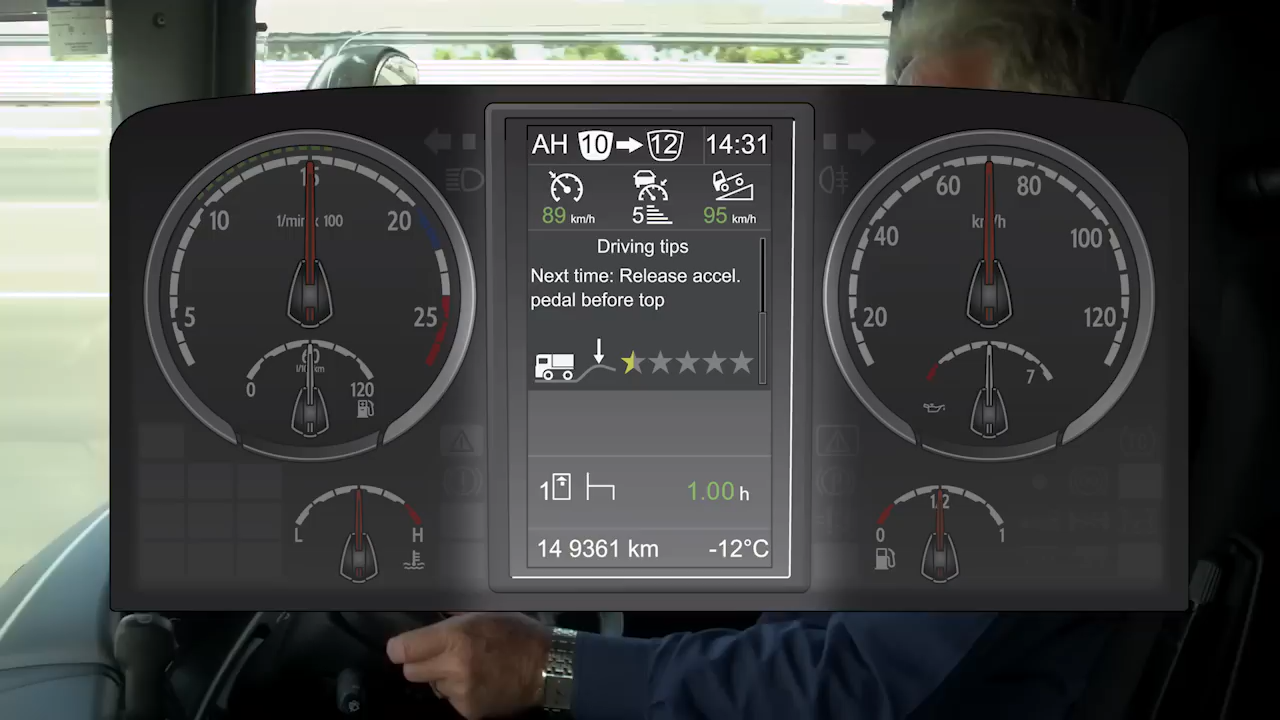 AH 10 12 14:31
89 km/h 5 95 km/h
Driving tips
Next time: Release accel.
pedal before top
1 1.00 h
14 9361 km -12°C
5 10 15 20 25
1/min x 100
0 60 120
L H
20 40 60 80 100 120
km/h
7
0 1/2 1